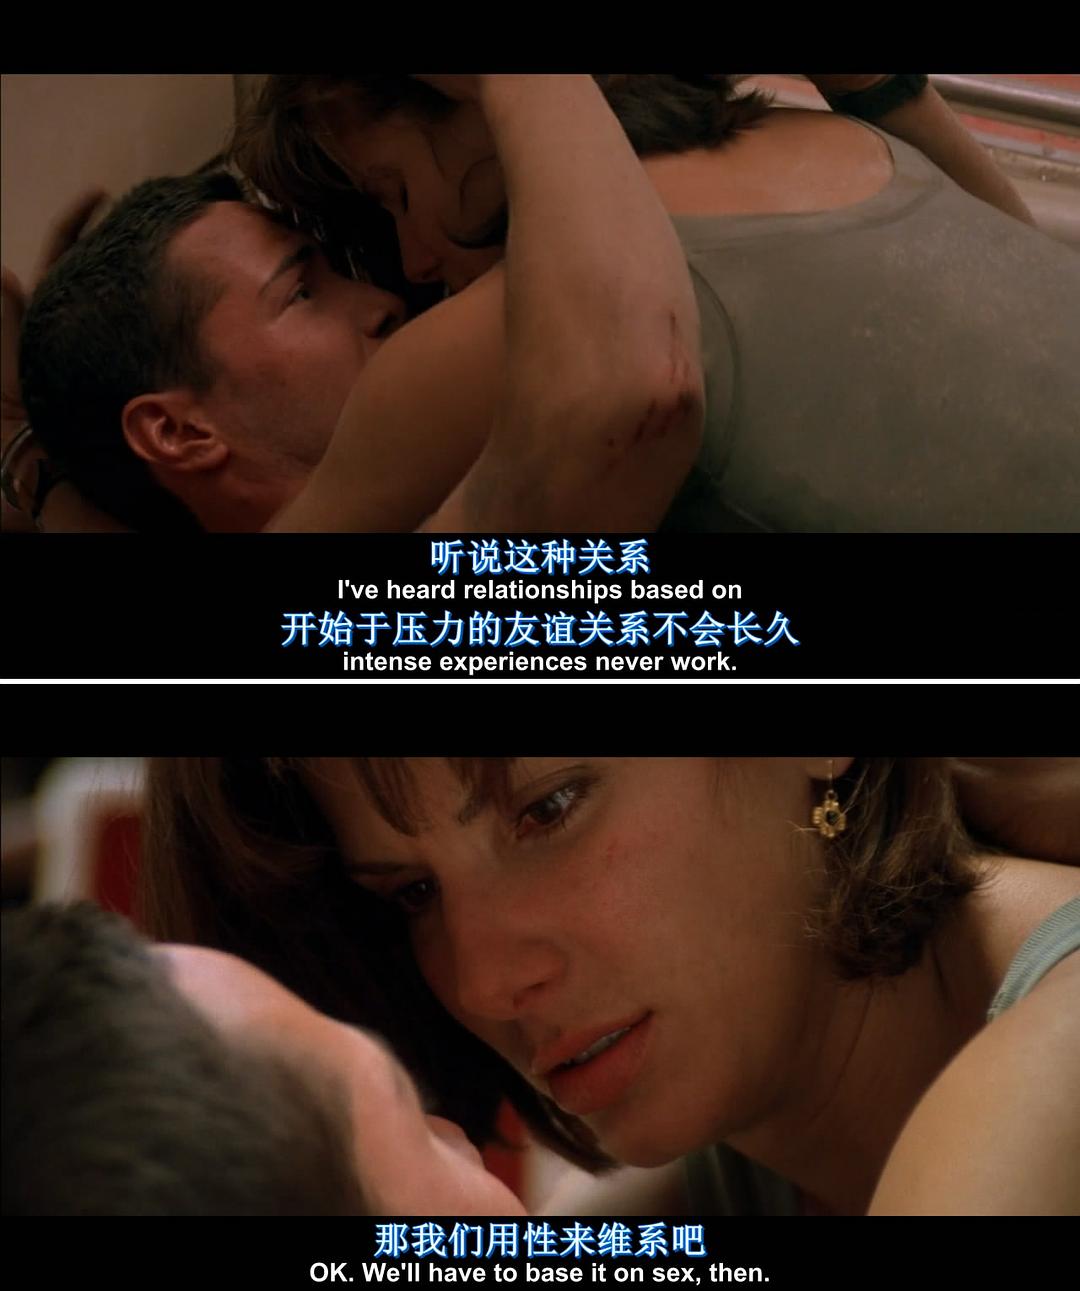 听说这种关系
I've heard relationships based on
开始于压力的友谊关系不会长久
intense experiences never work.
那我们用性来维系吧
OK. We'll have to base it on sex, then.